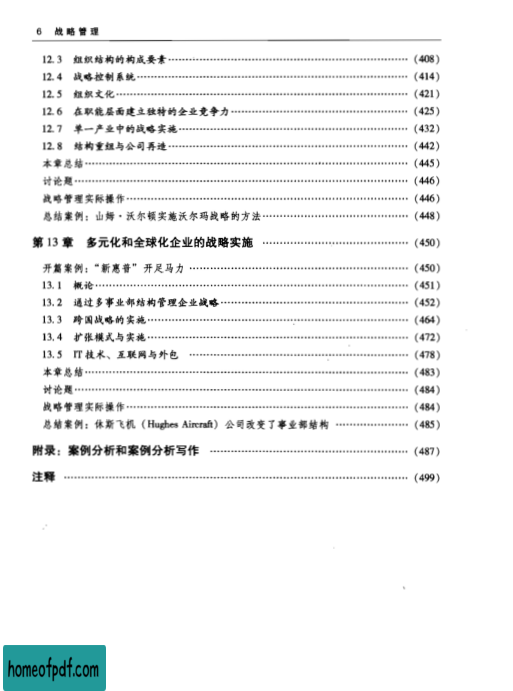 6 战略管理
12.3 组织结构的构成要素 (408)
12.4 战略控制系统 (414)
12.5 组织文化 (421)
12.6 在职能层面建立独特的企业竞争力 (425)
12.7 单一产业中的战略实施 (432)
12.8 结构重组与公司再造 (442)
本章总结 (445)
讨论题 (446)
战略管理实际操作 (446)
总结案例：山姆·沃尔顿实施沃尔玛战略的方法 (448)
第13章 多元化和全球化企业的战略实施 (450)
开篇案例：“新惠普”开足马力 (450)
13.1 概论 (451)
13.2 通过多事业部结构管理企业战略 (452)
13.3 跨国战略的实施 (464)
13.4 扩张模式与实施 (472)
13.5 IT技术、互联网与外包 (478)
本章总结 (483)
讨论题 (484)
战略管理实际操作 (484)
总结案例：休斯飞机（Hughes Aircraft）公司改变了事业部结构 (485)
附录：案例分析和案例分析写作 (487)
注释 (499)
homeofpdf.com